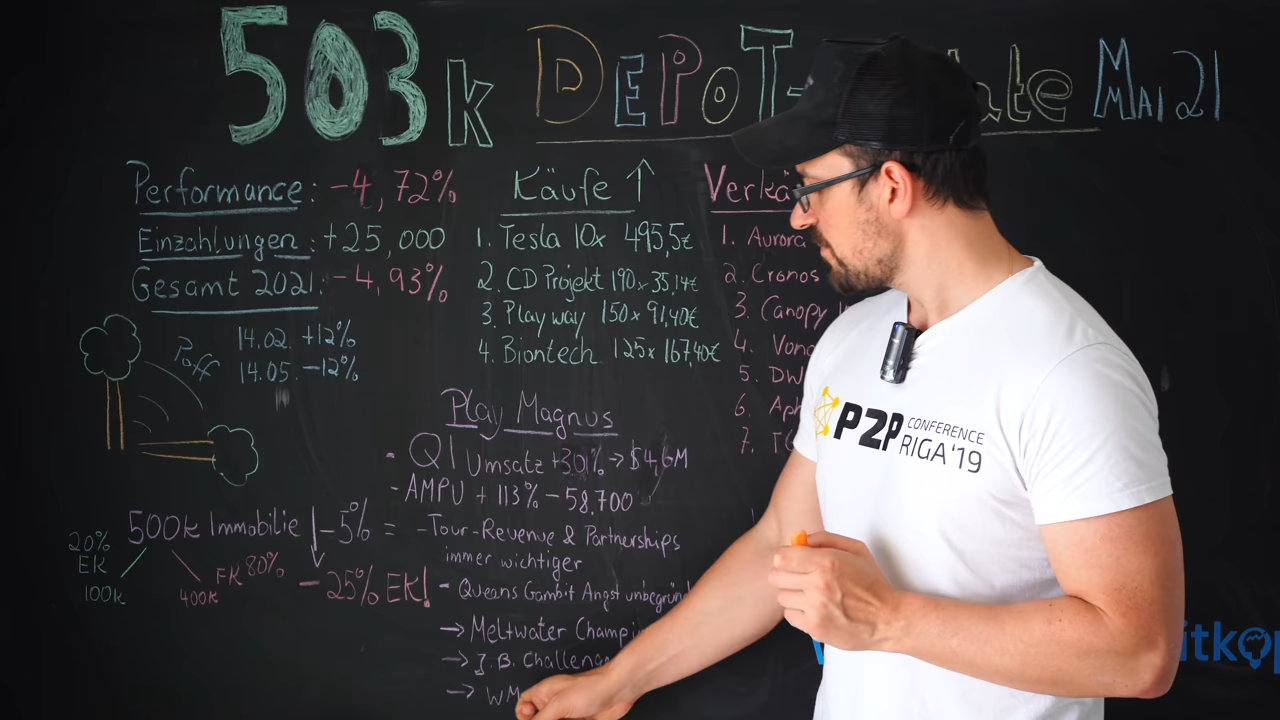 503k DEPOT- ate MAI 21
Performance: -4,72%
Einzahlungen: +25,000
Gesamt 2021: -4,93%
14.02. +12%
14.05. -12%
Paff
500k Immobilie -5% =
20%
EK
100k
FK 80%
400k
-25% EK!
Käufe ↑
1. Tesla 10x 495,5€
2. CD Projekt 190x 35,14€
3. Playway 150x 91,40€
4. Biontech 125x 167,40€
Verkä
1. Aurora
2. Cronos
3. Canopy
4. Vono
5. DW
6. Aph
7. TG
Play Magnus
- Q1 Umsatz +301% → $4,6M
- AMPU +113% - 58,700
- Tour-Revenue & Partnerships
immer wichtiger
- Queens Gambit Angst unbegründ
→ Meltwater Champi
→ J.B. Challeng
→ WM
P2P CONFERENCE
RIGA'19
itkop